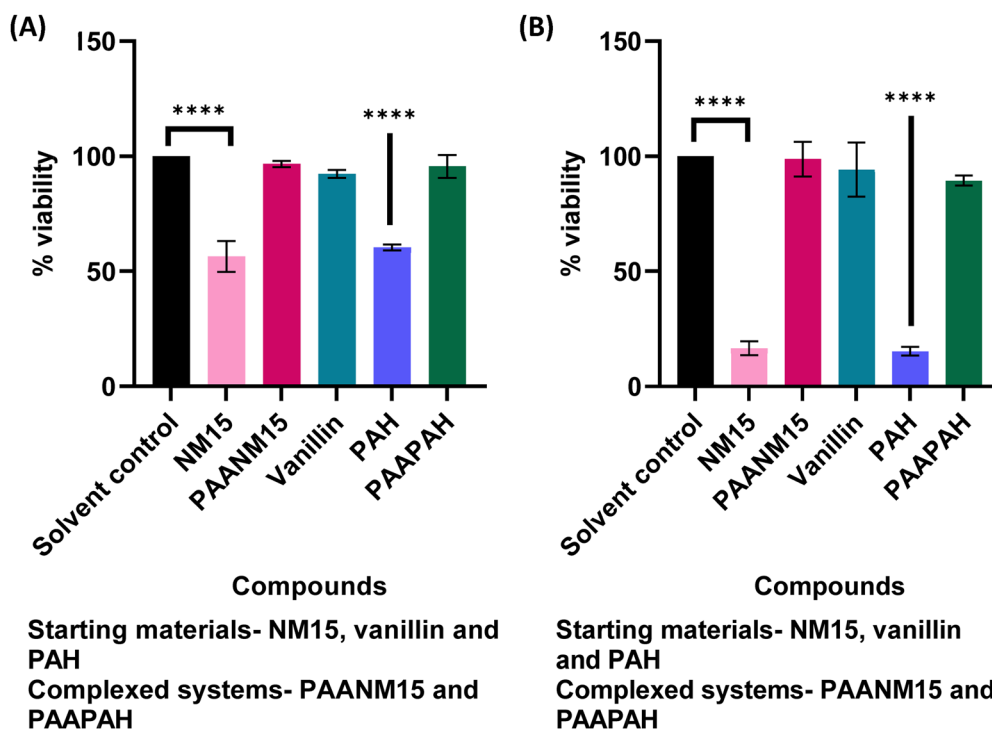 (A)
150
100
50
0
% viability
****
****
Solvent control
NM15
PAANM15
Vanillin
PAH
PAAPAH
Compounds
Starting materials- NM15, vanillin and
PAH
Complexed systems- PAANM15 and
PAAPAH
(B)
150
100
50
0
% viability
****
****
Solvent control
NM15
PAANM15
Vanillin
PAH
PAAPAH
Compounds
Starting materials- NM15, vanillin
and PAH
Complexed systems- PAANM15 and
PAAPAH